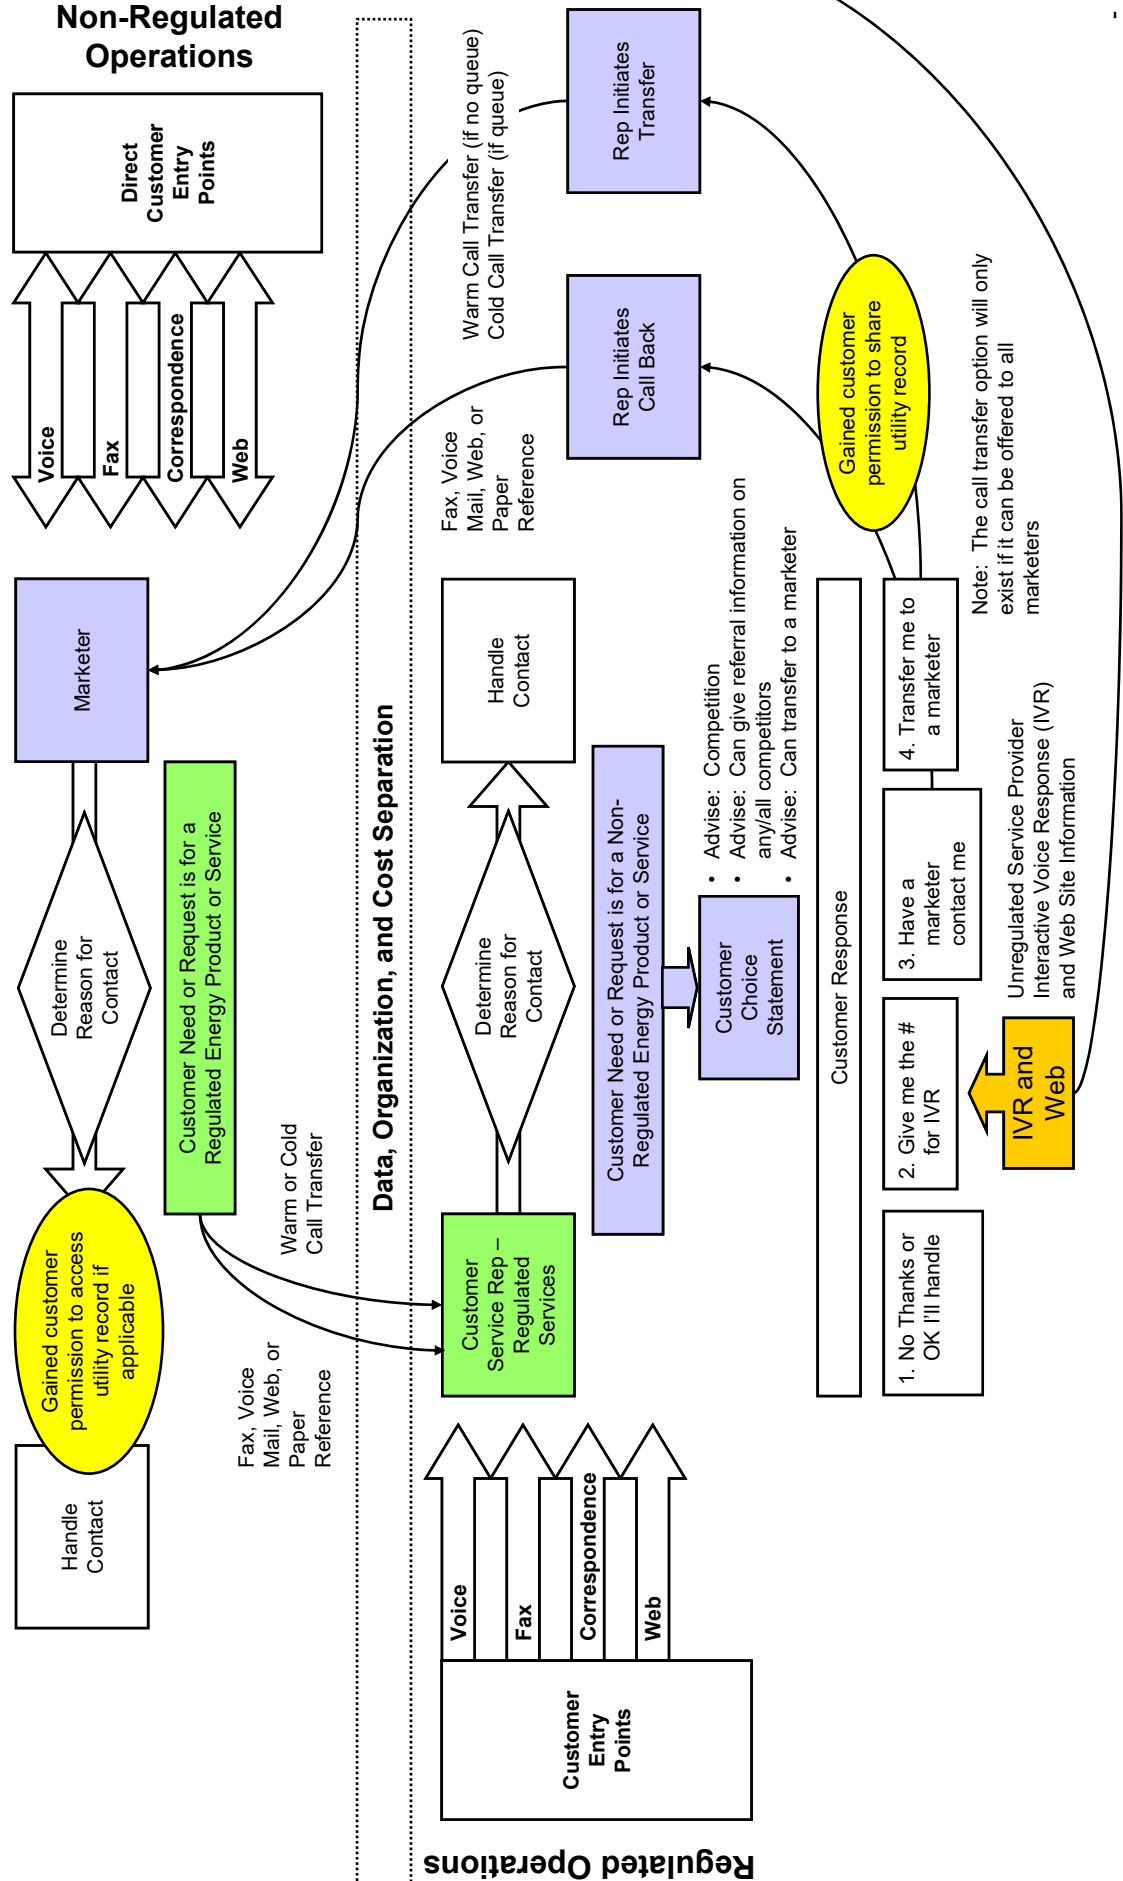 Non-Regulated
Operations
Direct
Customer
Entry
Points
Voice
Fax
Correspondence
Web
Marketer
Determine
Reason for
Contact
Gained customer
permission to access
utility record if
applicable
Handle
Contact
Customer Need or Request is for a
Regulated Energy Product or Service
Warm or Cold
Call Transfer
Fax, Voice
Mail, Web, or
Paper
Reference
Data, Organization, and Cost Separation
Warm Call Transfer (if no queue)
Cold Call Transfer (if queue)
Fax, Voice
Mail, Web, or
Paper
Reference
Regulated Operations
Customer
Entry
Points
Voice
Fax
Correspondence
Web
Customer
Service Rep –
Regulated
Services
Determine
Reason for
Contact
Handle
Contact
Customer Need or Request is for a Non-
Regulated Energy Product or Service
Customer
Choice
Statement
• Advise: Competition
• Advise: Can give referral information on
any/all competitors
• Advise: Can transfer to a marketer
Rep Initiates
Call Back
Rep Initiates
Transfer
Customer Response
1. No Thanks or
OK I'll handle
2. Give me the #
for IVR
3. Have a
marketer
contact me
4. Transfer me to
a marketer
Gained customer
permission to share
utility record
Note: The call transfer option will only
exist if it can be offered to all
marketers
IVR and
Web
Unregulated Service Provider
Interactive Voice Response (IVR)
and Web Site Information
-